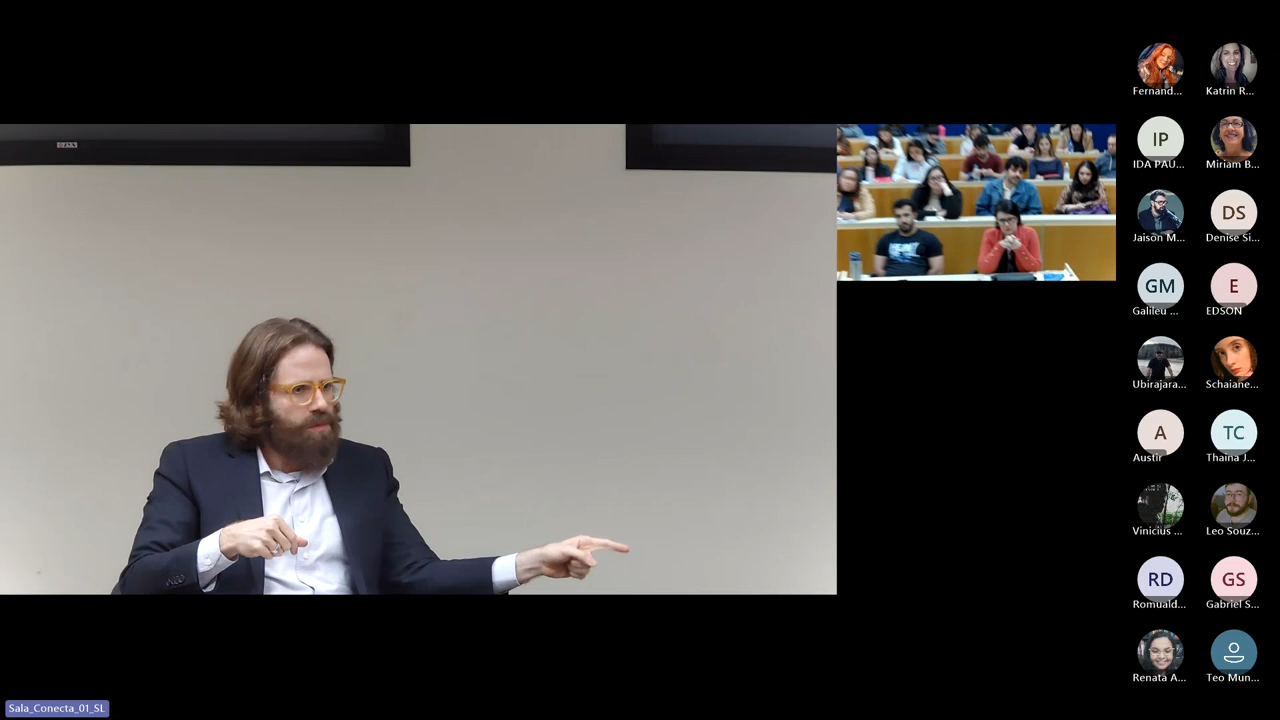 Fernand...
Katrin R...
IP
IDA PAU...
Miriam B...
Jaison M...
DS
Denise Si...
GM
Galileu ...
E
EDSON
Ubirajara...
Schaiane...
A
Austir
TC
Thaina J...
Vinicius ...
Leo Souz...
RD
Romuald...
GS
Gabriel S...
Renata A...
Teo Mun...
Sala_Conecta_01_SL